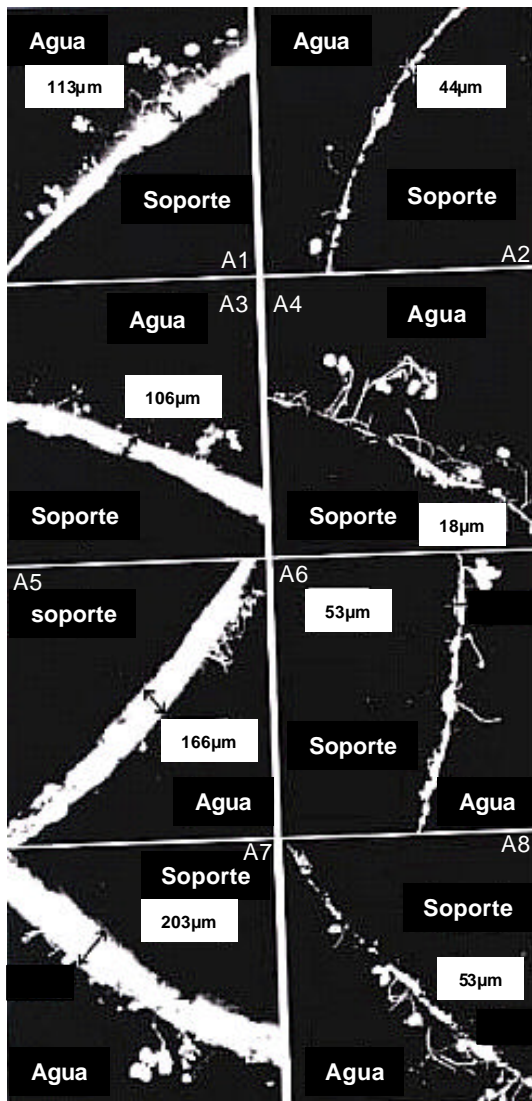 Agua
113µm
Soporte
A1
Agua
44µm
Soporte
A2
A3
Agua
106µm
Soporte
A4
Agua
Soporte
18µm
A5
soporte
166µm
Agua
A6
53µm
Soporte
Agua
A7
Soporte
203µm
Agua
A8
Soporte
53µm
Agua